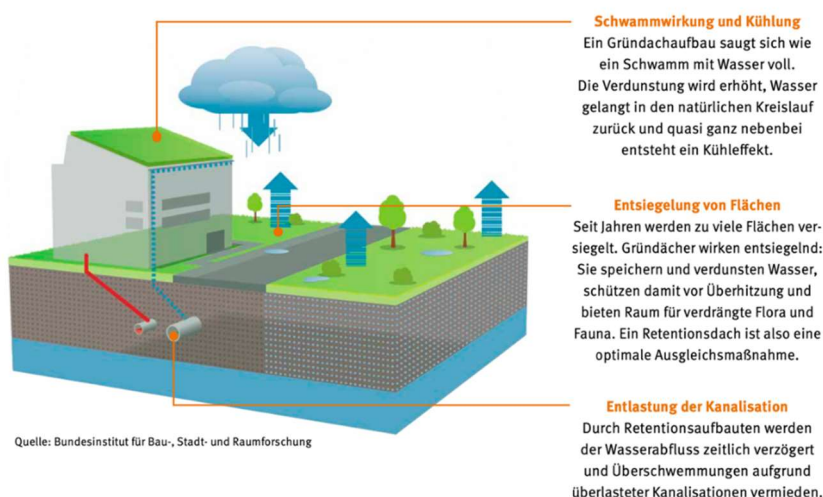 Schwammwirkung und Kühlung
Ein Gründachaufbau saugt sich wie
ein Schwamm mit Wasser voll.
Die Verdunstung wird erhöht, Wasser
gelangt in den natürlichen Kreislauf
zurück und quasi ganz nebenbei
entsteht ein Kühleffekt.
Entsiegelung von Flächen
Seit Jahren werden zu viele Flächen ver-
siegelt. Gründächer wirken entsiegelnd:
Sie speichern und verdunsten Wasser,
schützen damit vor Überhitzung und
bieten Raum für verdrängte Flora und
Fauna. Ein Retentionsdach ist also eine
optimale Ausgleichsmaßnahme.
Entlastung der Kanalisation
Durch Retentionsaufbauten werden
der Wasserabfluss zeitlich verzögert
und Überschwemmungen aufgrund
überlasteter Kanalisationen vermieden.
Quelle: Bundesinstitut für Bau-, Stadt- und Raumforschung